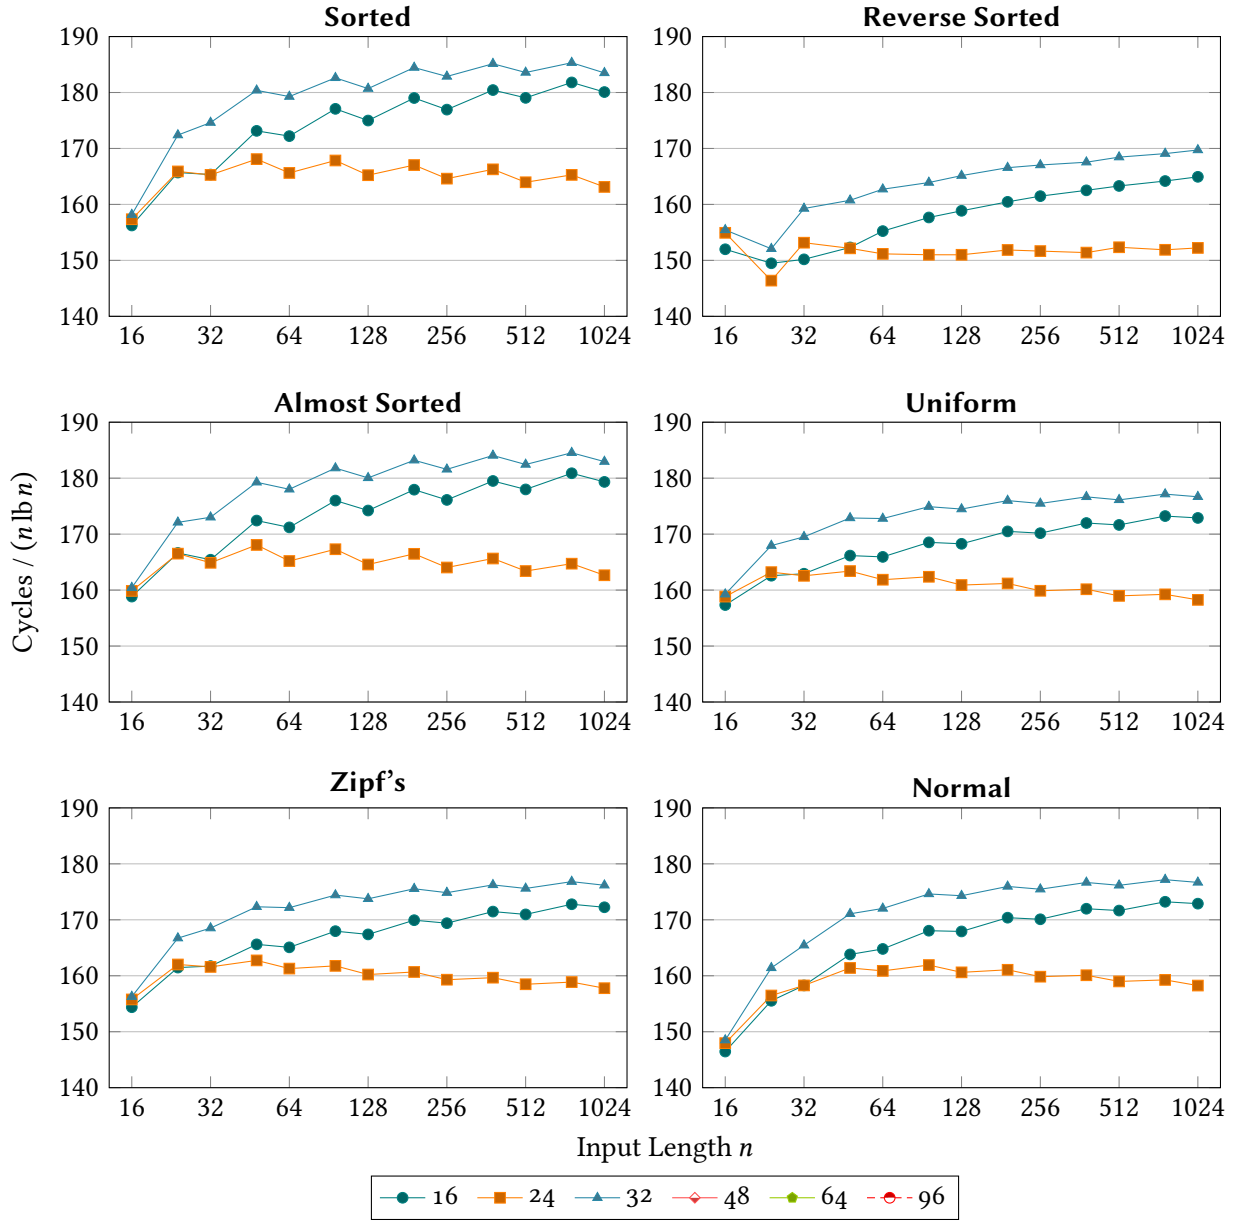 Sorted
Reverse Sorted
190
180
170
160
150
140
16 32 64 128 256 512 1024
190
180
170
160
150
140
16 32 64 128 256 512 1024
Almost Sorted
Uniform
Cycles / (n lb n)
190
180
170
160
150
140
16 32 64 128 256 512 1024
190
180
170
160
150
140
16 32 64 128 256 512 1024
Zipf's
Normal
190
180
170
160
150
140
16 32 64 128 256 512 1024
190
180
170
160
150
140
16 32 64 128 256 512 1024
Input Length n
16 24 32 48 64 96